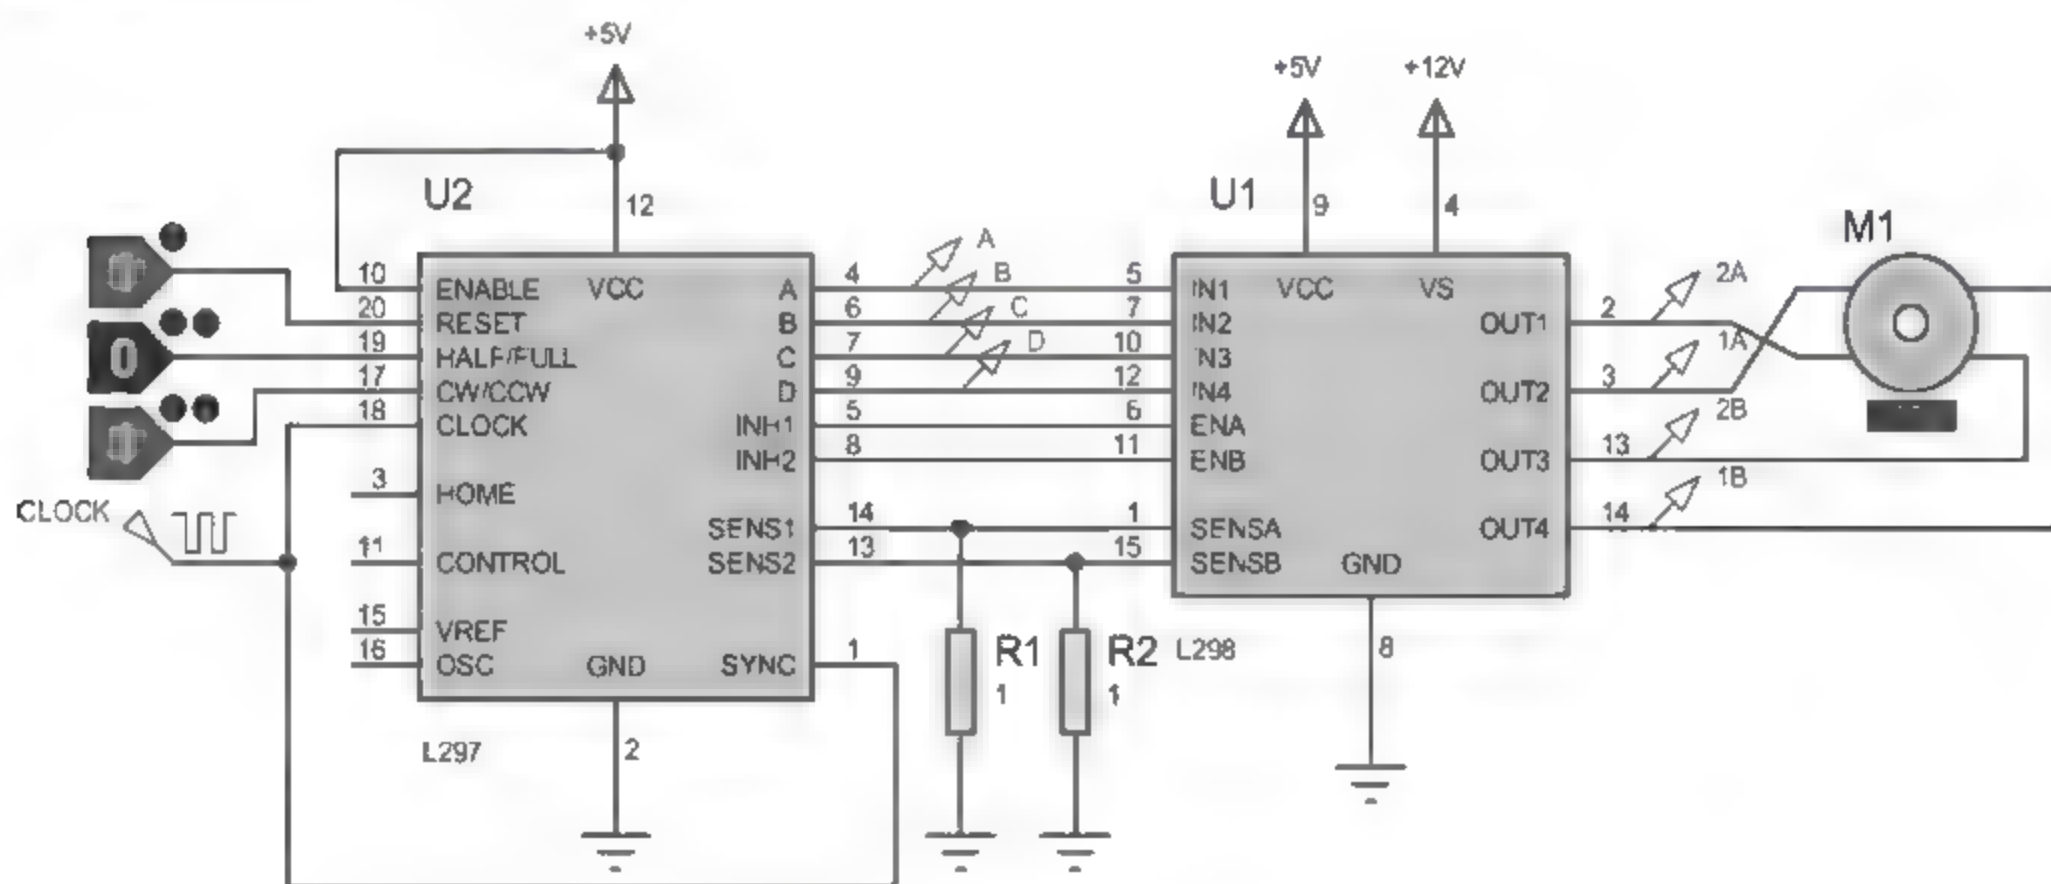 +5V
+5V
+12V
U2
12
U1
9
4
M1
10
ENABLE
VCC
A
4
A
5
IN1
VCC
VS
2A
20
RESET
B
6
B
7
IN2
OUT1
2
0
19
HALF/FULL
C
7
C
10
IN3
1A
17
CW/CCW
D
9
D
12
IN4
OUT2
3
18
CLOCK
INH1
5
6
ENA
2B
INH2
8
11
ENB
OUT3
13
3
HOME
1B
CLOCK
SENS1
14
1
SENSA
OUT4
14
11
CONTROL
SENS2
13
15
SENSB
GND
15
VREF
16
OSC
GND
SYNC
1
R1
1
R2
1
L298
8
L297
2